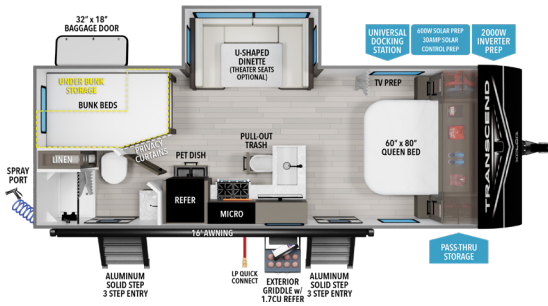 32" x 18"
BAGGAGE DOOR
UNIVERSAL
DOCKING
STATION
600W SOLAR PREP
30AMP SOLAR
CONTROL PREP
2000W
INVERTER
PREP
U-SHAPED
DINETTE
(THEATER SEATS
OPTIONAL)
TV PREP
UNDER BUNK
STORAGE
BUNK BEDS
PRIVACY
CURTAINS
LINEN
PET DISH
PULL-OUT
TRASH
60" x 80"
QUEEN BED
TRANSCEND
SPRAY
PORT
REFER
MICRO
16' AWNING
PASS-THRU
STORAGE
ALUMINUM
SOLID STEP
3 STEP ENTRY
LP QUICK
CONNECT
EXTERIOR
GRIDDLE w/
1.7CU REFER
ALUMINUM
SOLID STEP
3 STEP ENTRY